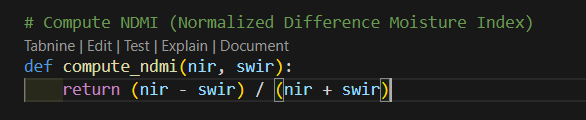 # Compute NDMI (Normalized Difference Moisture Index)
Tabnine | Edit | Test | Explain | Document
def compute_ndmi(nir, swir):
    return (nir - swir) / (nir + swir)